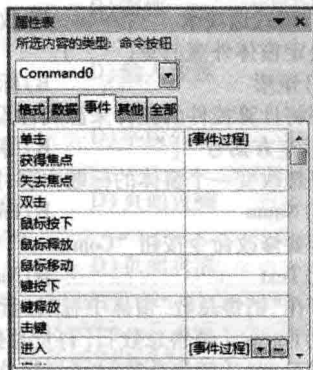 属性表
所选内容的类型: 命令按钮
Command0
格式 数据 事件 其他 全部
单击 [事件过程]
获得焦点
失去焦点
双击
鼠标按下
鼠标释放
鼠标移动
键按下
键释放
击键
进入 [事件过程]